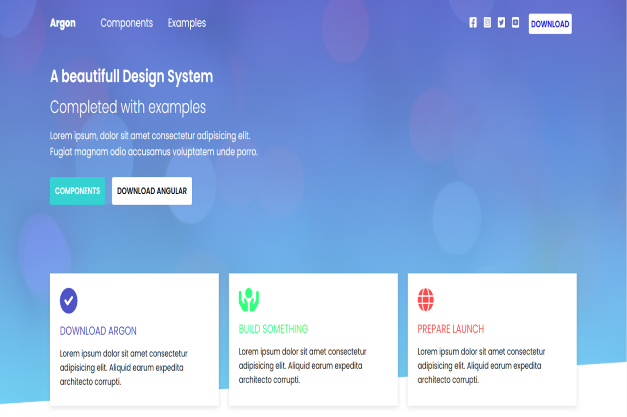 Argon Components Examples DOWNLOAD
A beautifull Design System
Completed with examples
Lorem ipsum, dolor sit amet consectetur adipisicing elit.
Fugiat magnam odio accusamus voluptatem unde porro.
COMPONENTS DOWNLOAD ANGULAR
DOWNLOAD ARGON
Lorem ipsum dolor sit amet consectetur
adipisicing elit. Aliquid earum expedita
architecto corrupti.
BUILD SOMETHING
Lorem ipsum dolor sit amet consectetur
adipisicing elit. Aliquid earum expedita
architecto corrupti.
PREPARE LAUNCH
Lorem ipsum dolor sit amet consectetur
adipisicing elit. Aliquid earum expedita
architecto corrupti.